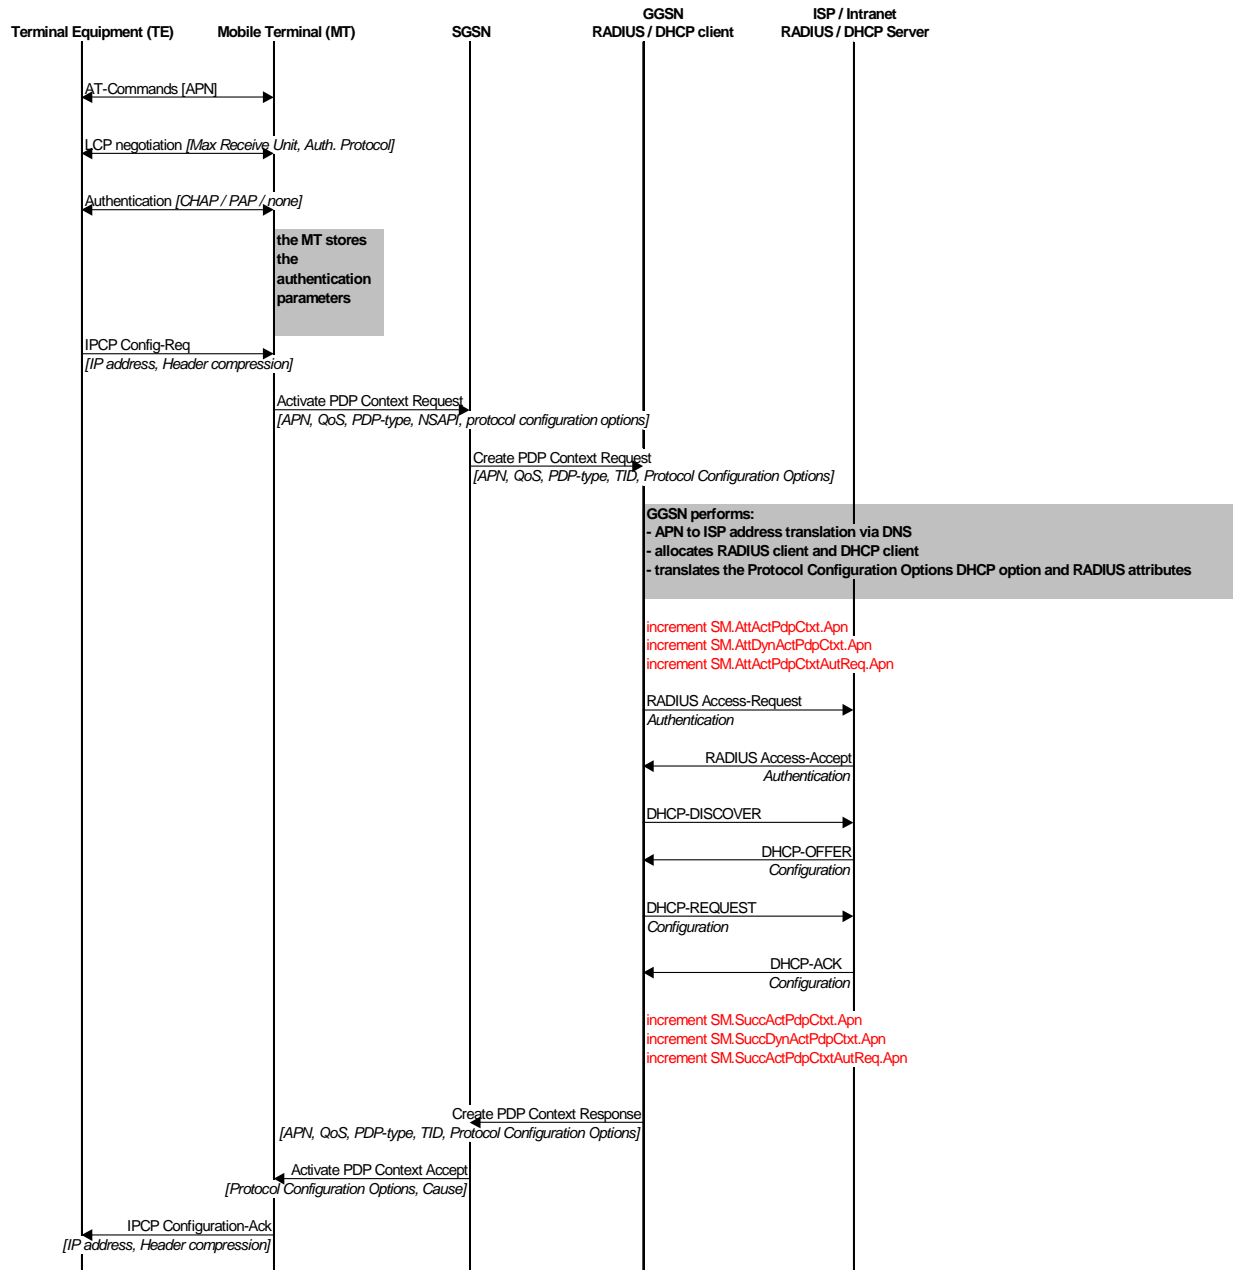 GGSN
ISP / Intranet
Terminal Equipment (TE)
Mobile Terminal (MT)
SGSN
RADIUS / DHCP client
RADIUS / DHCP Server
AT-Commands [APN]
LCP negotiation [Max Receive Unit, Auth. Protocol]
Authentication [CHAP / PAP / none]
the MT stores
the
authentication
parameters
IPCP Config-Req
[IP address, Header compression]
Activate PDP Context Request
[APN, QoS, PDP-type, NSAPI, protocol configuration options]
Create PDP Context Request
[APN, QoS, PDP-type, TID, Protocol Configuration Options]
GGSN performs:
- APN to ISP address translation via DNS
- allocates RADIUS client and DHCP client
- translates the Protocol Configuration Options DHCP option and RADIUS attributes
increment SM.AttActPdpCtxt.Apn
increment SM.AttDynActPdpCtxt.Apn
increment SM.AttActPdpCtxtAutReq.Apn
RADIUS Access-Request
Authentication
RADIUS Access-Accept
Authentication
DHCP-DISCOVER
DHCP-OFFER
Configuration
DHCP-REQUEST
Configuration
DHCP-ACK
Configuration
increment SM.SuccActPdpCtxt.Apn
increment SM.SuccDynActPdpCtxt.Apn
increment SM.SuccActPdpCtxtAutReq.Apn
Create PDP Context Response
[APN, QoS, PDP-type, TID, Protocol Configuration Options]
Activate PDP Context Accept
[Protocol Configuration Options, Cause]
IPCP Configuration-Ack
[IP address, Header compression]